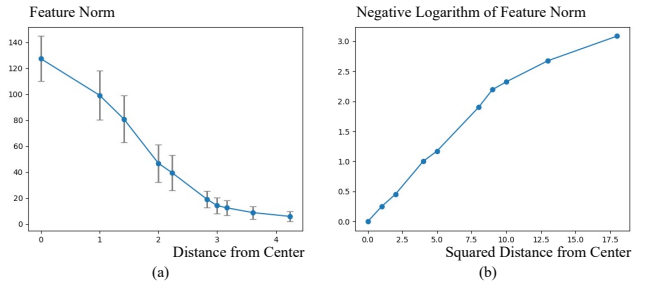 Feature Norm
140
120
100
80
60
40
20
0
0 1 2 3 4
Distance from Center
(a)
Negative Logarithm of Feature Norm
3.0
2.5
2.0
1.5
1.0
0.5
0.0
0.0 2.5 5.0 7.5 10.0 12.5 15.0 17.5
Squared Distance from Center
(b)